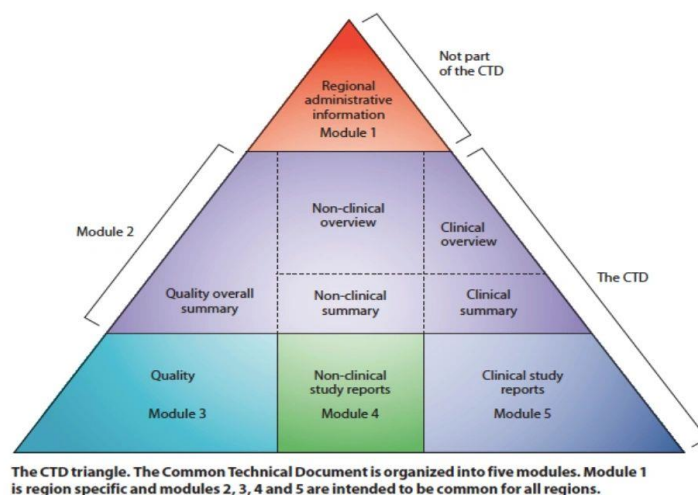 Not part
of the CTD
Regional
administrative
information
Module 1
Module 2
Non-clinical
overview
Clinical
overview
The CTD
Quality overall
summary
Non-clinical
summary
Clinical
summary
Quality
Module 3
Non-clinical
study reports
Module 4
Clinical study
reports
Module 5
The CTD triangle. The Common Technical Document is organized into five modules. Module 1
is region specific and modules 2, 3, 4 and 5 are intended to be common for all regions.